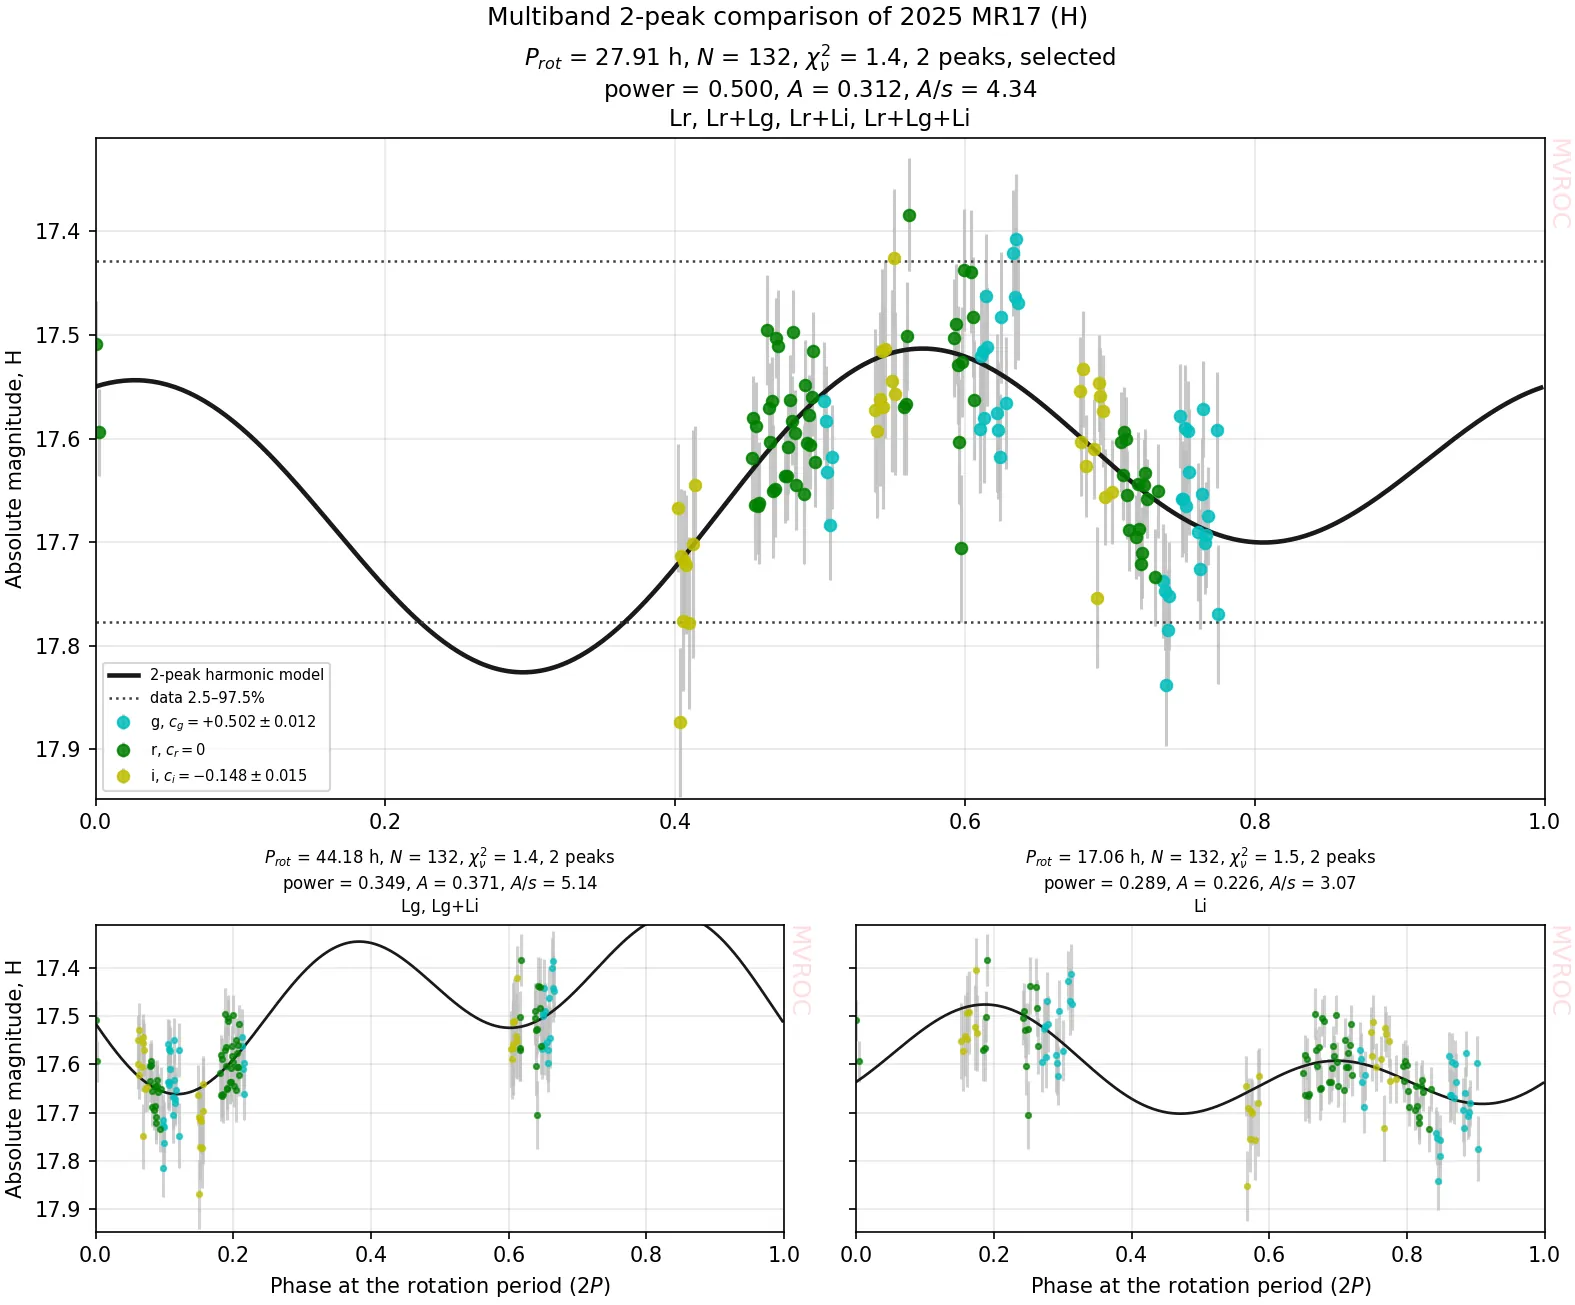 Multiband 2-peak comparison of 2025 MR17 (H)
P_rot = 27.91 h, N = 132, χ²_ν = 1.4, 2 peaks, selected
power = 0.500, A = 0.312, A/s = 4.34
Lr, Lr+Lg, Lr+Li, Lr+Lg+Li
MVROC
Absolute magnitude, H
17.4
17.5
17.6
17.7
17.8
17.9
2-peak harmonic model
data 2.5–97.5%
g, c_g = +0.502 ± 0.012
r, c_r = 0
i, c_i = −0.148 ± 0.015
0.0 0.2 0.4 0.6 0.8 1.0
P_rot = 44.18 h, N = 132, χ²_ν = 1.4, 2 peaks
power = 0.349, A = 0.371, A/s = 5.14
Lg, Lg+Li
MVROC
Absolute magnitude, H
17.4
17.5
17.6
17.7
17.8
17.9
0.0 0.2 0.4 0.6 0.8 1.0
Phase at the rotation period (2P)
P_rot = 17.06 h, N = 132, χ²_ν = 1.5, 2 peaks
power = 0.289, A = 0.226, A/s = 3.07
Li
MVROC
0.0 0.2 0.4 0.6 0.8 1.0
Phase at the rotation period (2P)